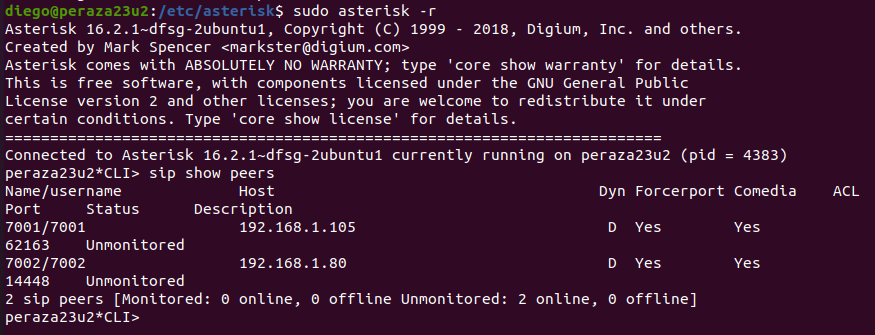 diego@peraza23u2:/etc/asterisk$ sudo asterisk -r
Asterisk 16.2.1~dfsg-2ubuntu1, Copyright (C) 1999 - 2018, Digium, Inc. and others.
Created by Mark Spencer <markster@digium.com>
Asterisk comes with ABSOLUTELY NO WARRANTY; type 'core show warranty' for details.
This is free software, with components licensed under the GNU General Public
License version 2 and other licenses; you are welcome to redistribute it under
certain conditions. Type 'core show license' for details.
=========================================================================
Connected to Asterisk 16.2.1~dfsg-2ubuntu1 currently running on peraza23u2 (pid = 4383)
peraza23u2*CLI> sip show peers
Name/username             Host                                    Dyn Forcerport Comedia    ACL
Port     Status      Description
7001/7001                 192.168.1.105                            D  Yes        Yes
62163    Unmonitored
7002/7002                 192.168.1.80                             D  Yes        Yes
14448    Unmonitored
2 sip peers [Monitored: 0 online, 0 offline Unmonitored: 2 online, 0 offline]
peraza23u2*CLI>